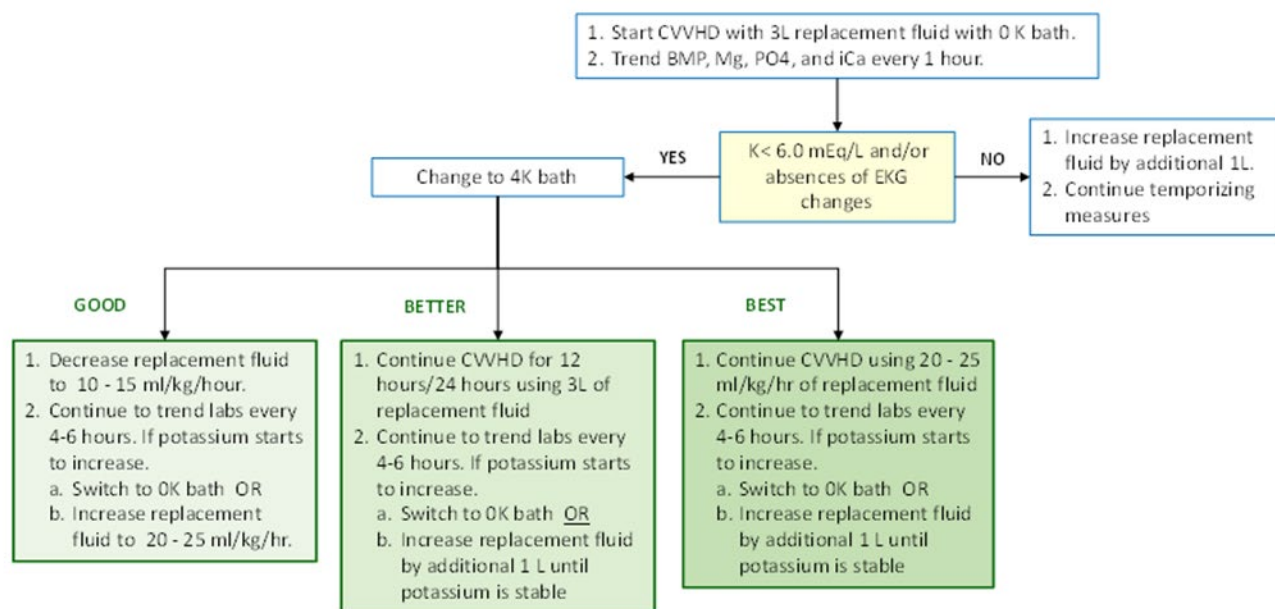 1. Start CVVHD with 3L replacement fluid with 0 K bath.
2. Trend BMP, Mg, PO4, and iCa every 1 hour.
K< 6.0 mEq/L and/or
absences of EKG
changes
YES
NO
Change to 4K bath
1. Increase replacement
fluid by additional 1L.
2. Continue temporizing
measures
GOOD
BETTER
BEST
1. Decrease replacement fluid
to 10 - 15 ml/kg/hour.
2. Continue to trend labs every
4-6 hours. If potassium starts
to increase.
a. Switch to 0K bath OR
b. Increase replacement
fluid to 20 - 25 ml/kg/hr.
1. Continue CVVHD for 12
hours/24 hours using 3L of
replacement fluid
2. Continue to trend labs every
4-6 hours. If potassium starts
to increase.
a. Switch to 0K bath OR
b. Increase replacement fluid
by additional 1 L until
potassium is stable
1. Continue CVVHD using 20 - 25
ml/kg/hr of replacement fluid
2. Continue to trend labs every
4-6 hours. If potassium starts
to increase.
a. Switch to 0K bath OR
b. Increase replacement fluid
by additional 1 L until
potassium is stable